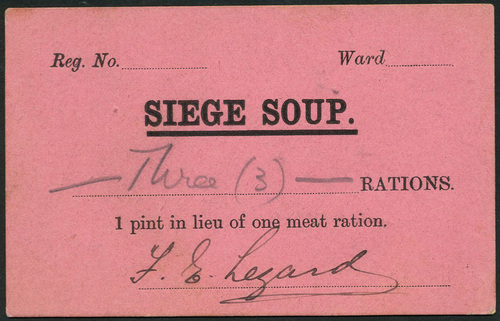 Reg. No. Ward
SIEGE SOUP.
— Three (3) — RATIONS.
1 pint in lieu of one meat ration.
F. E. Legard